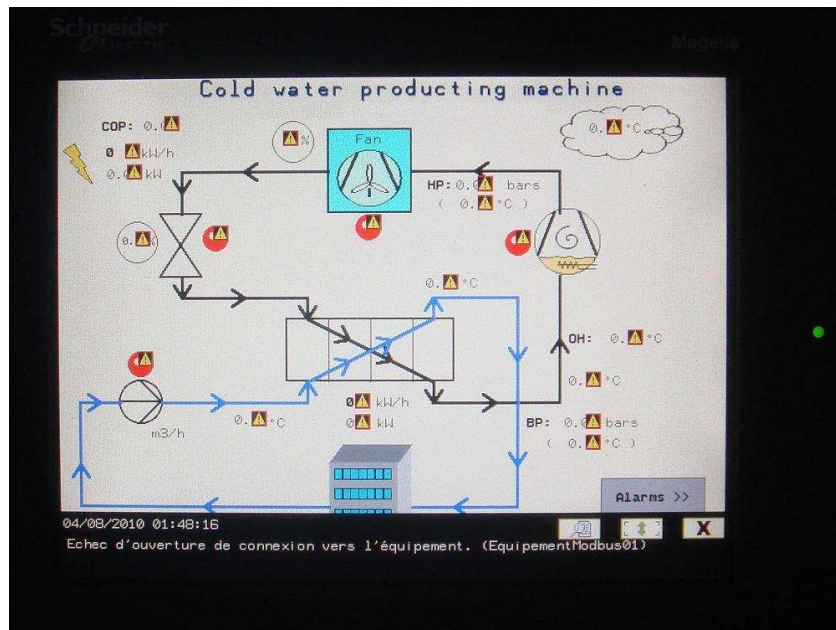 Schneider
Electric
Magelis
Cold water producting machine
COP: 0.
0 kW/h
0.0 kW
%
Fan
0. °C
HP: 0.0 bars
( 0. °C )
0. %
0. °C
OH: 0. °C
0. °C
0 kW/h
0 kW
0. °C
m3/h
BP: 0.0 bars
( 0. °C )
Alarms >>
04/08/2010 01:48:16
X
Echec d'ouverture de connexion vers l'équipement. (EquipementModbus01)